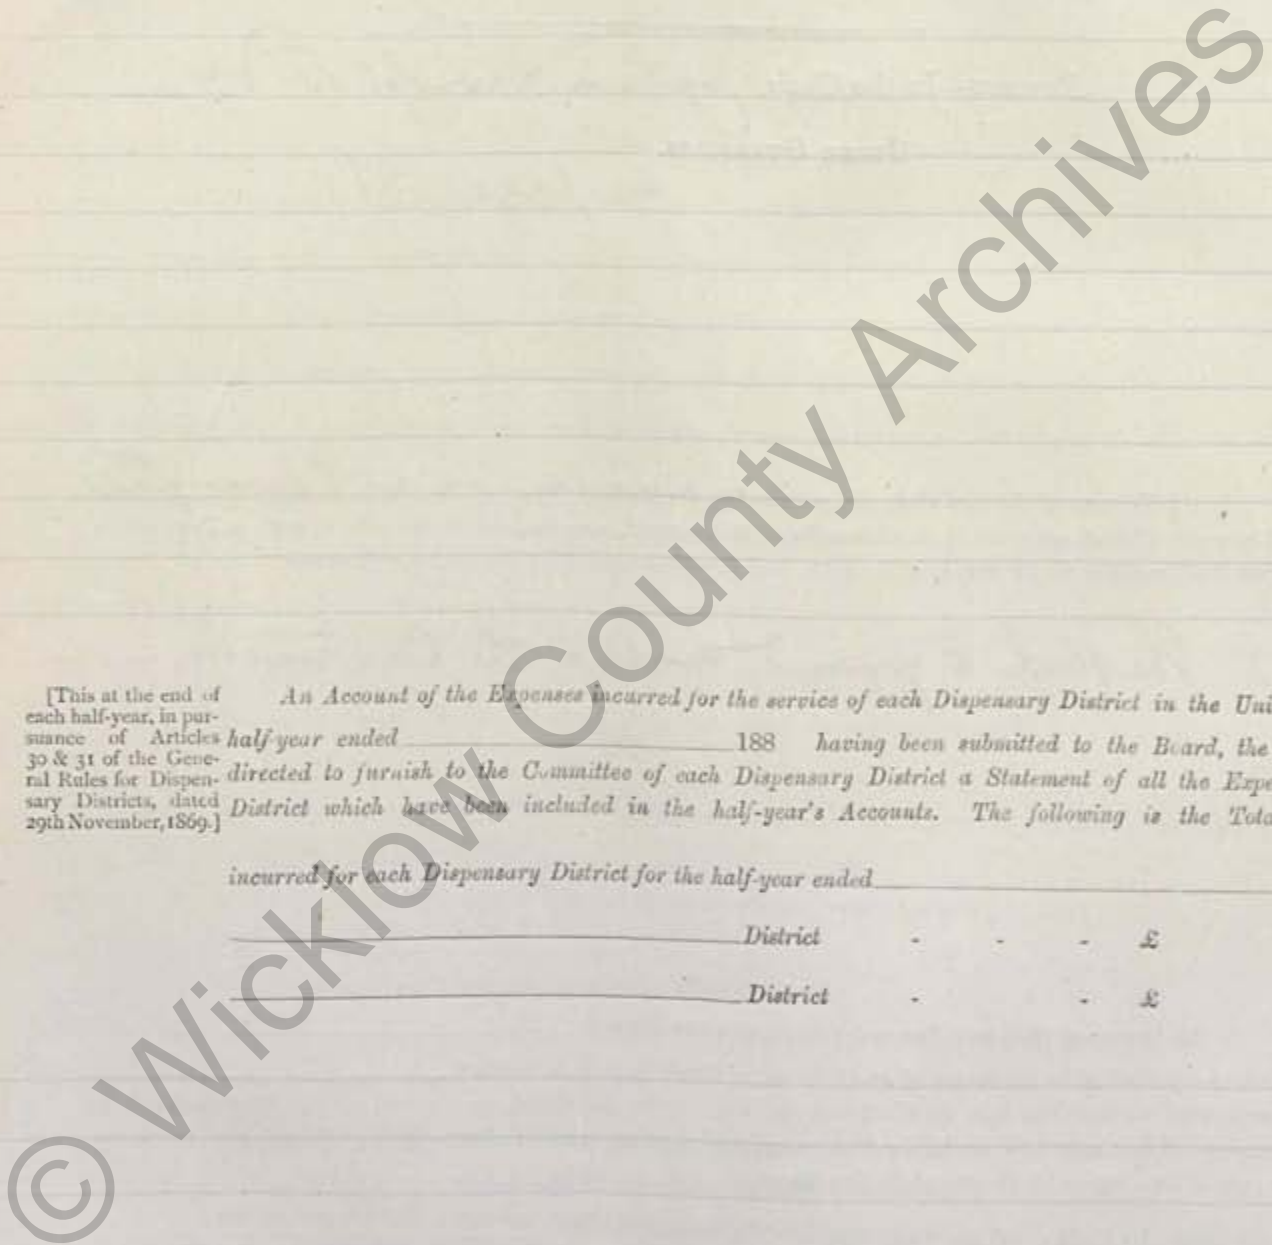 [This at the end of
each half-year, in pur-
suance of Articles
30 & 31 of the Gene-
ral Rules for Dispen-
sary Districts, dated
29th November, 1869.]
An Account of the Expenses incurred for the service of each Dispensary District in the Uni
half-year ended 188 having been submitted to the Board, the
directed to furnish to the Committee of each Dispensary District a Statement of all the Expe
District which have been included in the half-year's Accounts. The following is the Tota
incurred for each Dispensary District for the half-year ended
District - - - £
District - - £
© Wicklow County Archives